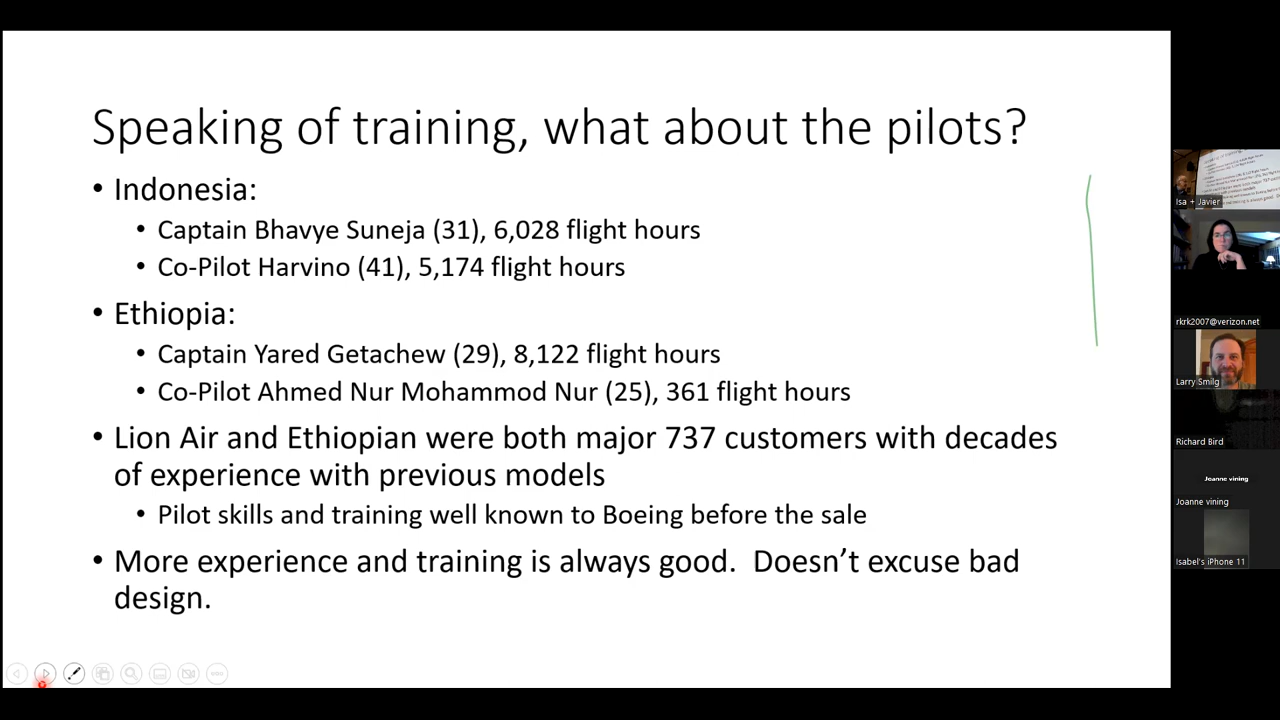 Speaking of training, what about the pilots?
• Indonesia:
• Captain Bhavye Suneja (31), 6,028 flight hours
• Co-Pilot Harvino (41), 5,174 flight hours
• Ethiopia:
• Captain Yared Getachew (29), 8,122 flight hours
• Co-Pilot Ahmed Nur Mohammod Nur (25), 361 flight hours
• Lion Air and Ethiopian were both major 737 customers with decades
of experience with previous models
• Pilot skills and training well known to Boeing before the sale
• More experience and training is always good.  Doesn’t excuse bad
design.
Isa + Javier
rkrk2007@verizon.net
Larry Smilg
Richard Bird
Joanne vining
Joanne vining
Isabel's iPhone 11